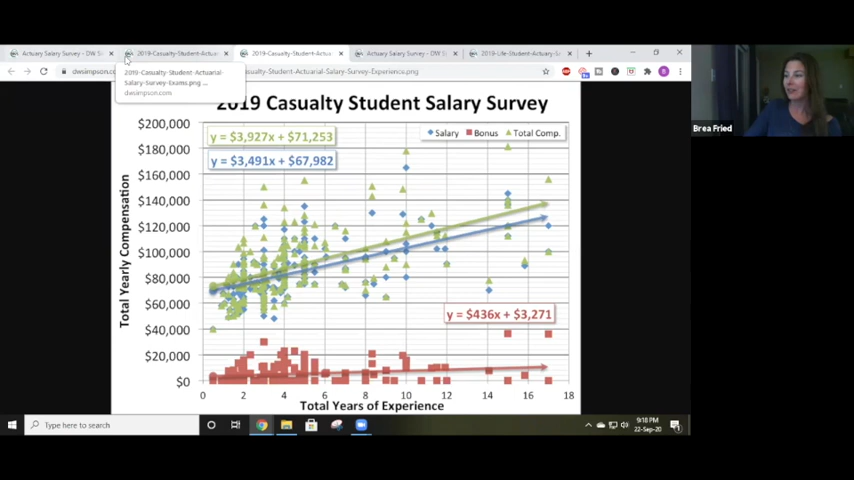 Actuary Salary Survey - DW Si
2019-Casualty-Student-Actua
2019-Casualty-Student-Actu
Actuary Salary Survey - DW S
2019-Life-Student-Actuary-S
2019-Casualty-Student-Actuarial-
Salary-Survey-Exams.png ...
dwsimpson.com
dwsimpson.co
Casualty-Student-Actuarial-Salary-Survey-Experience.png
2019 Casualty Student Salary Survey
Brea Fried
$200,000
$180,000
$160,000
$140,000
$120,000
$100,000
$80,000
$60,000
$40,000
$20,000
$0
Total Yearly Compensation
y = $3,927x + $71,253
y = $3,491x + $67,982
Salary Bonus Total Comp.
y = $436x + $3,271
0 2 4 6 8 10 12 14 16 18
Total Years of Experience
Type here to search
9:18 PM
22-Sep-20